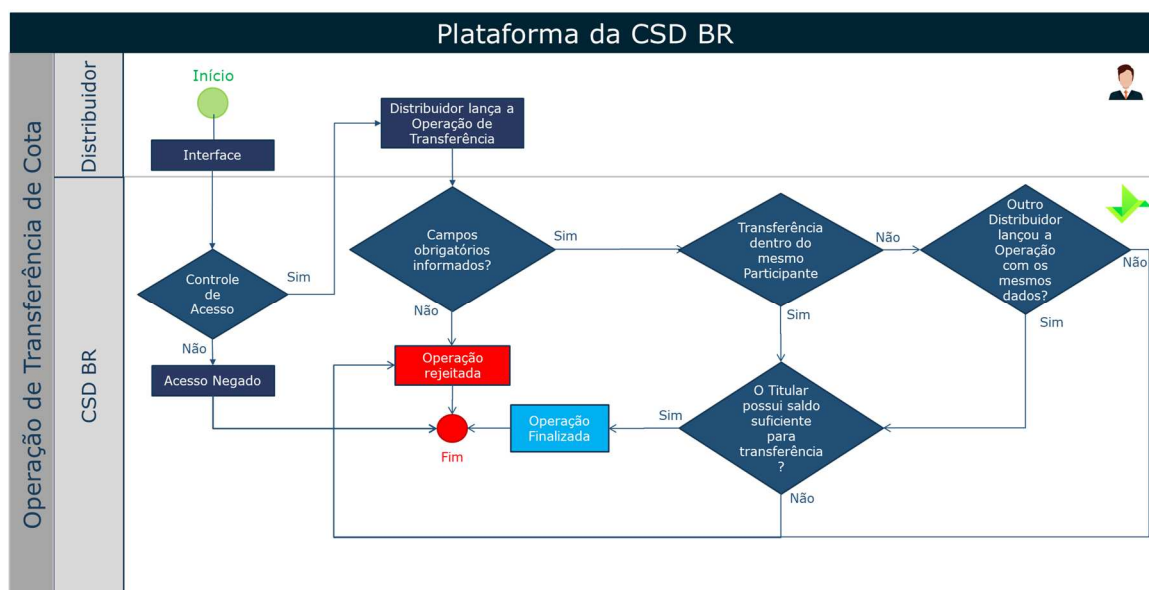 Plataforma da CSD BR
Operação de Transferência de Cota
Distribuidor
CSD BR
Início
Interface
Distribuidor lança a
Operação de
Transferência
Controle
de
Acesso
Sim
Não
Acesso Negado
Campos
obrigatórios
informados?
Sim
Não
Operação
rejeitada
Fim
Operação
Finalizada
Sim
Transferência
dentro do
mesmo
Participante
Não
Sim
O Titular
possui saldo
suficiente
para
transferência
?
Não
Outro
Distribuidor
lançou a
Operação
com os
mesmos
dados?
Não
Sim